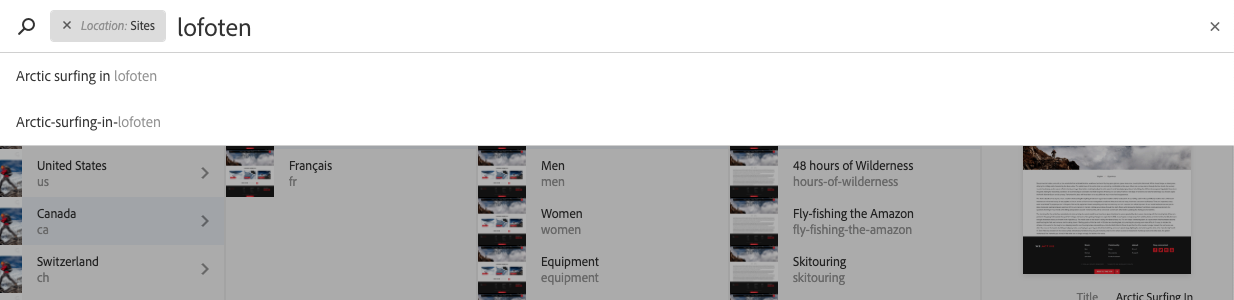 Location: Sites lofoten
Arctic surfing in lofoten
Arctic-surfing-in-lofoten
United States
us
Français
fr
Men
men
48 hours of Wilderness
hours-of-wilderness
Canada
ca
Women
women
Fly-fishing the Amazon
fly-fishing-the-amazon
Switzerland
ch
Equipment
equipment
Skitouring
skitouring
Title Arctic Surfing In